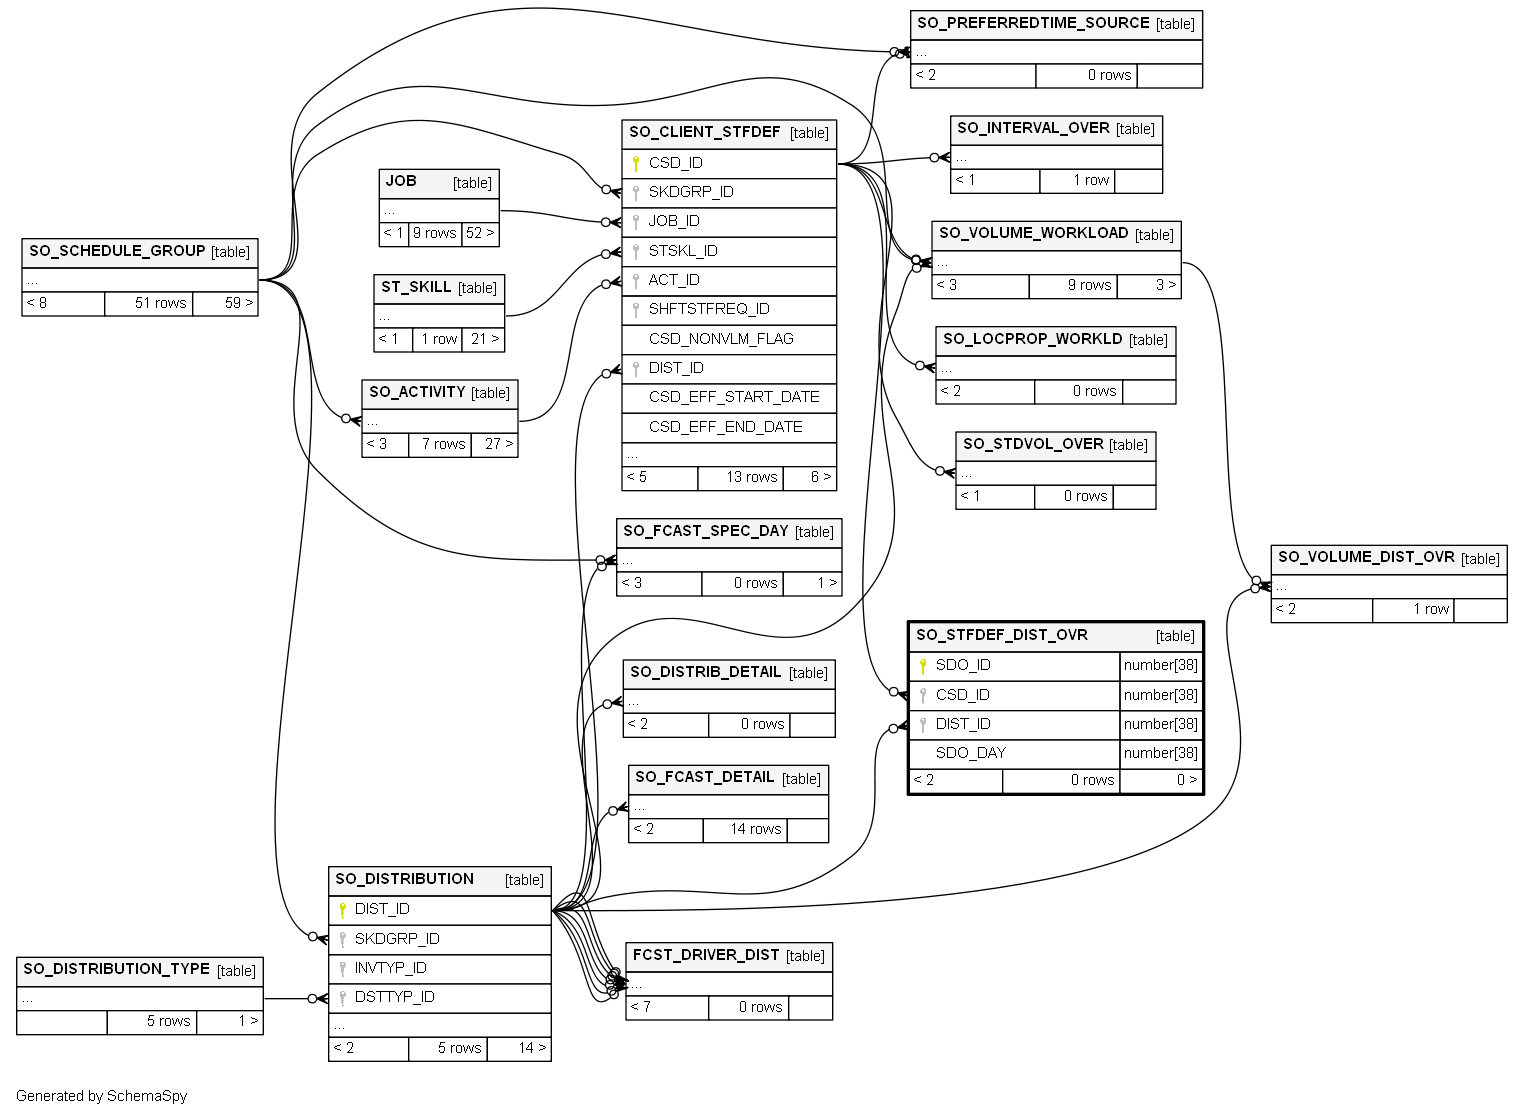 SO_PREFERREDTIME_SOURCE [table]
...
< 2 0 rows
SO_INTERVAL_OVER [table]
...
< 1 1 row
SO_CLIENT_STFDEF [table]
CSD_ID
SKDGRP_ID
JOB_ID
STSKL_ID
ACT_ID
SHFTSTFREQ_ID
CSD_NONVLM_FLAG
DIST_ID
CSD_EFF_START_DATE
CSD_EFF_END_DATE
...
< 5 13 rows 6 >
JOB [table]
...
< 1 9 rows 52 >
SO_SCHEDULE_GROUP [table]
...
< 8 51 rows 59 >
ST_SKILL [table]
...
< 1 1 row 21 >
SO_ACTIVITY [table]
...
< 3 7 rows 27 >
SO_VOLUME_WORKLOAD [table]
...
< 3 9 rows 3 >
SO_LOCPROP_WORKLD [table]
...
< 2 0 rows
SO_STDVOL_OVER [table]
...
< 1 0 rows
SO_FCAST_SPEC_DAY [table]
...
< 3 0 rows 1 >
SO_VOLUME_DIST_OVR [table]
...
< 2 1 row
SO_STFDEF_DIST_OVR [table]
SDO_ID number[38]
CSD_ID number[38]
DIST_ID number[38]
SDO_DAY number[38]
< 2 0 rows 0 >
SO_DISTRIB_DETAIL [table]
...
< 2 0 rows
SO_FCAST_DETAIL [table]
...
< 2 14 rows
SO_DISTRIBUTION [table]
DIST_ID
SKDGRP_ID
INVTYP_ID
DSTTYP_ID
...
< 2 5 rows 14 >
SO_DISTRIBUTION_TYPE [table]
...
5 rows 1 >
FCST_DRIVER_DIST [table]
...
< 7 0 rows
Generated by SchemaSpy